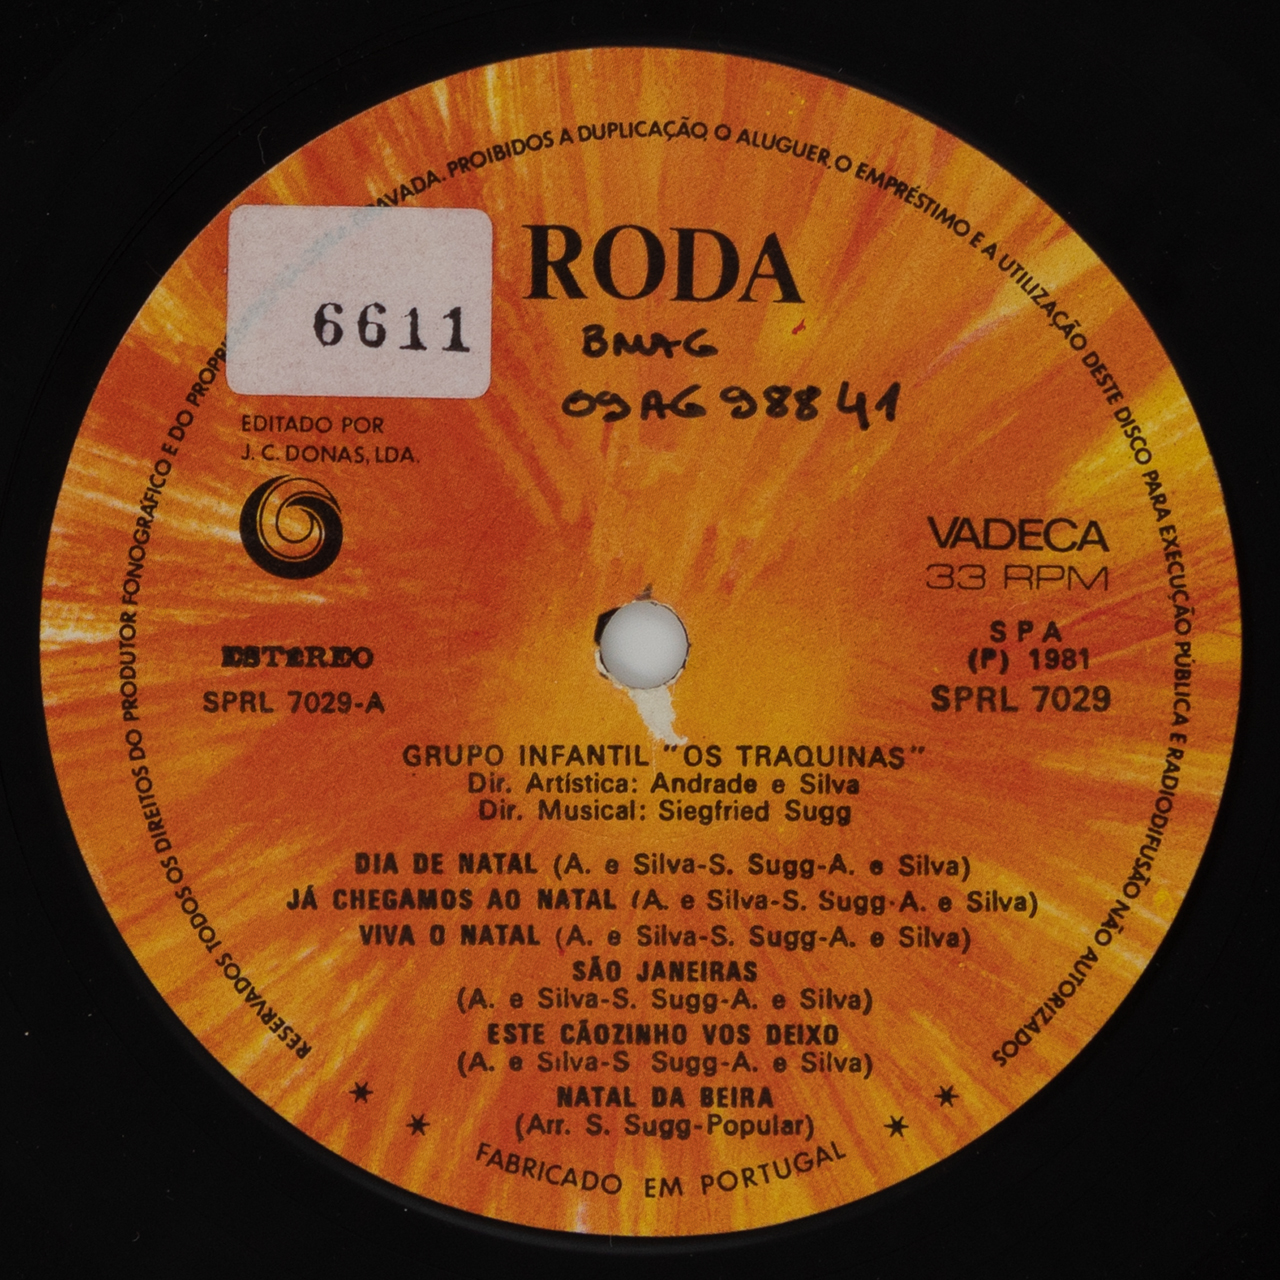 RESERVADOS TODOS OS DIREITOS DO PRODUTOR FONOGRÁFICO E DO
GRAVADA. PROIBIDOS A DUPLICAÇÃO, O ALUGUER, O EMPRÉSTIMO E A UTILIZAÇÃO DESTE DISCO PARA EXECUÇÃO PÚBLICA E RADIODIFUSÃO NÃO AUTORIZADOS
RODA
6611
BMAG
09AG 988 41
EDITADO POR
J. C. DONAS, LDA.
VADECA
33 RPM
ESTEREO
SPRL 7029-A
S P A
(P) 1981
SPRL 7029
GRUPO INFANTIL "OS TRAQUINAS"
Dir. Artística: Andrade e Silva
Dir. Musical: Siegfried Sugg
DIA DE NATAL (A. e Silva-S. Sugg-A. e Silva)
JÁ CHEGAMOS AO NATAL (A. e Silva-S. Sugg-A. e Silva)
VIVA O NATAL (A. e Silva-S. Sugg-A. e Silva)
SÃO JANEIRAS
(A. e Silva-S. Sugg-A. e Silva)
ESTE CÃOZINHO VOS DEIXO
(A. e Silva-S Sugg-A. e Silva)
NATAL DA BEIRA
(Arr. S. Sugg-Popular)
FABRICADO EM PORTUGAL